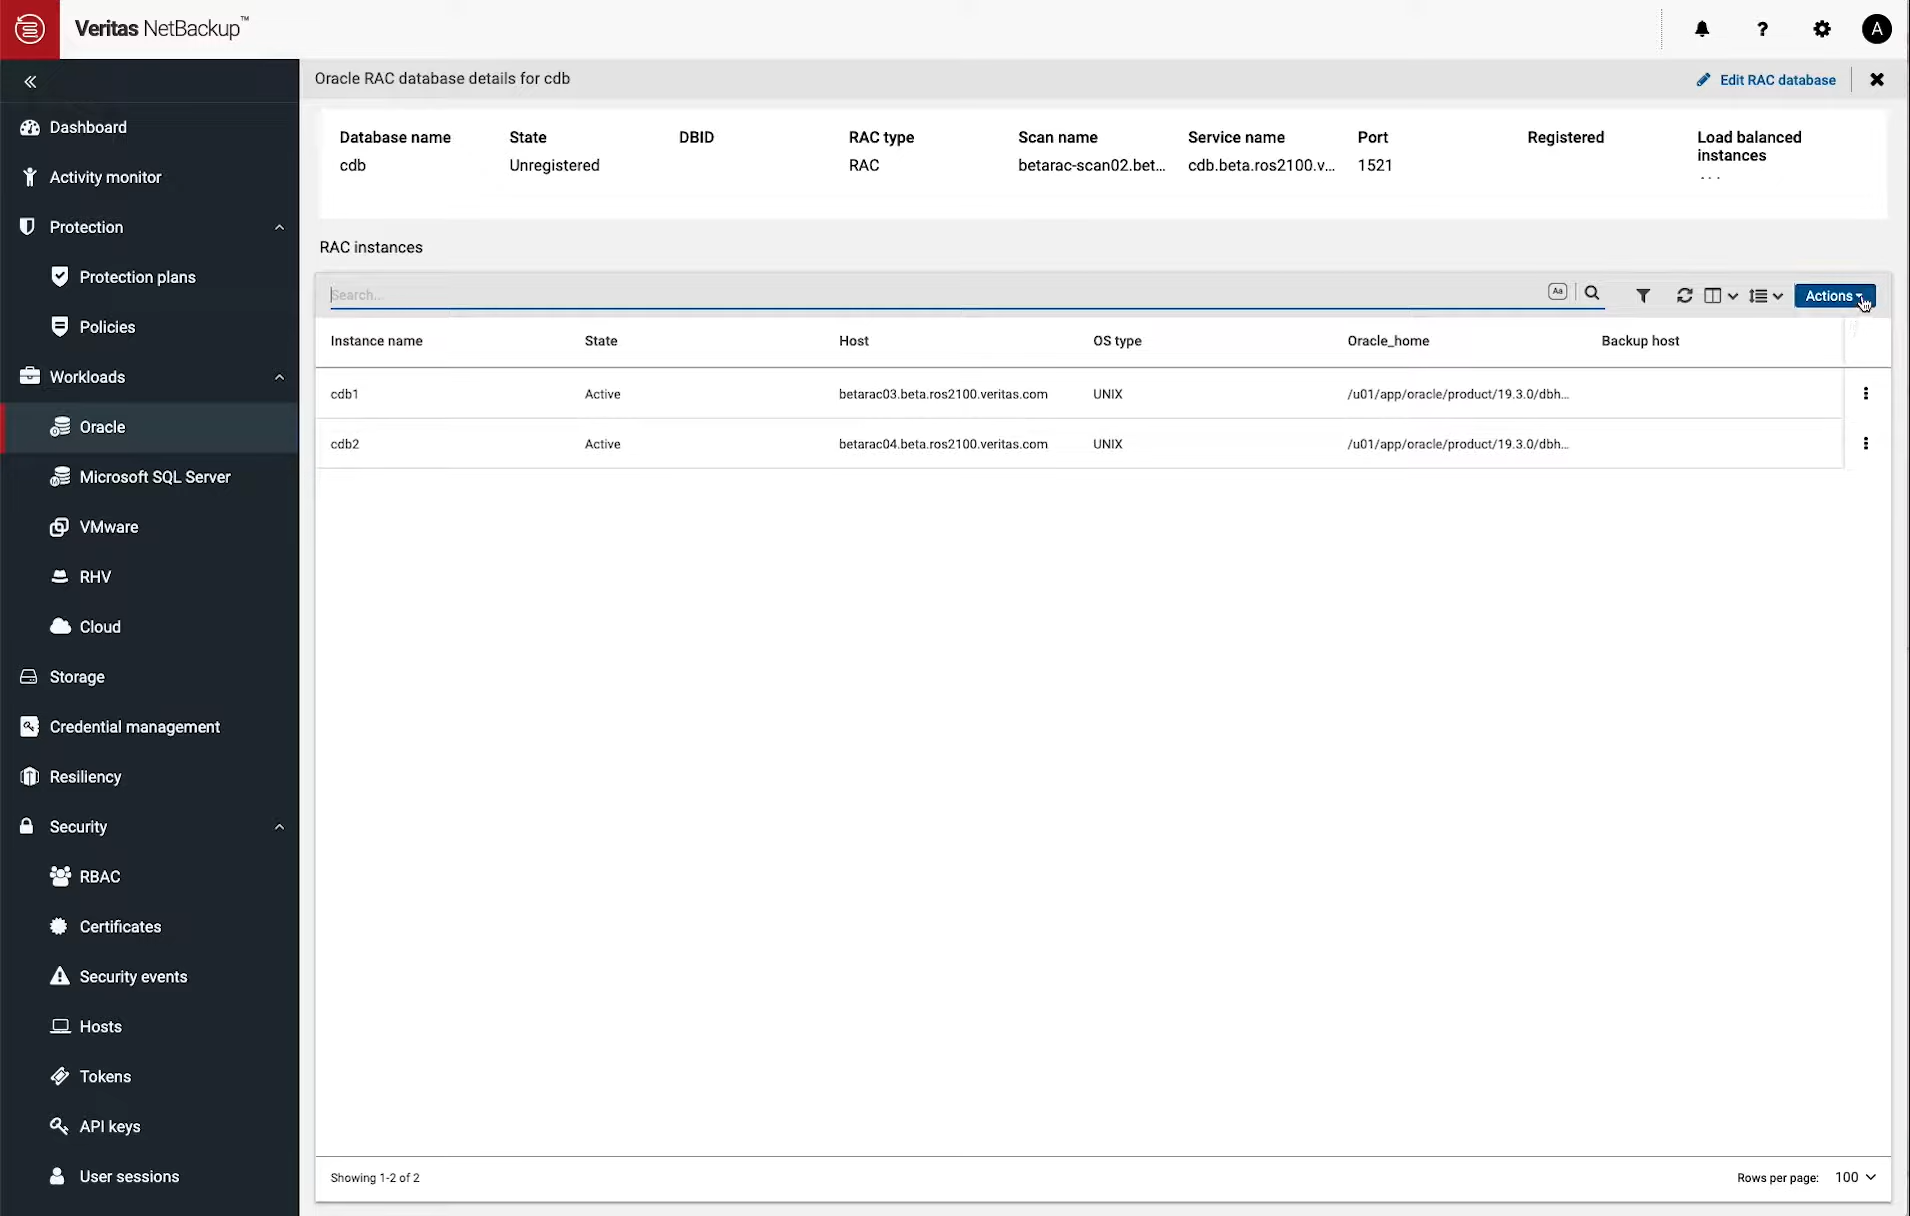 Veritas NetBackup™
A
Oracle RAC database details for cdb
Edit RAC database
Dashboard
Activity monitor
Protection
Protection plans
Policies
Workloads
Oracle
Microsoft SQL Server
VMware
RHV
Cloud
Storage
Credential management
Resiliency
Security
RBAC
Certificates
Security events
Hosts
Tokens
API keys
User sessions
Database name State DBID RAC type Scan name Service name Port Registered Load balanced instances
cdb Unregistered RAC betarac-scan02.bet... cdb.beta.ros2100.v... 1521
RAC instances
Search... Aa Actions
Instance name State Host OS type Oracle_home Backup host
cdb1 Active betarac03.beta.ros2100.veritas.com UNIX /u01/app/oracle/product/19.3.0/dbh...
cdb2 Active betarac04.beta.ros2100.veritas.com UNIX /u01/app/oracle/product/19.3.0/dbh...
Showing 1-2 of 2 Rows per page: 100